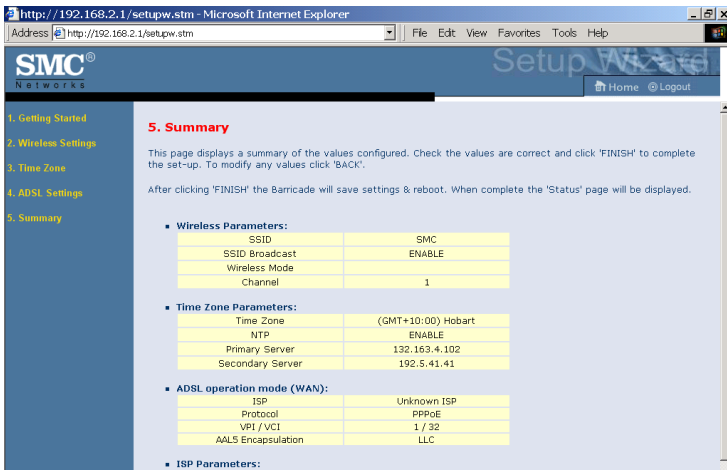 http://192.168.2.1/setupw.stm - Microsoft Internet Explorer
Address http://192.168.2.1/setupw.stm File Edit View Favorites Tools Help
SMC®
Networks
Setup Wizard
Home Logout
1. Getting Started
2. Wireless Settings
3. Time Zone
4. ADSL Settings
5. Summary
5. Summary
This page displays a summary of the values configured. Check the values are correct and click 'FINISH' to complete
the set-up. To modify any values click 'BACK'.
After clicking 'FINISH' the Barricade will save settings & reboot. When complete the 'Status' page will be displayed.
Wireless Parameters:
SSID SMC
SSID Broadcast ENABLE
Wireless Mode
Channel 1
Time Zone Parameters:
Time Zone (GMT+10:00) Hobart
NTP ENABLE
Primary Server 132.163.4.102
Secondary Server 192.5.41.41
ADSL operation mode (WAN):
ISP Unknown ISP
Protocol PPPoE
VPI / VCI 1 / 32
AAL5 Encapsulation LLC
ISP Parameters: